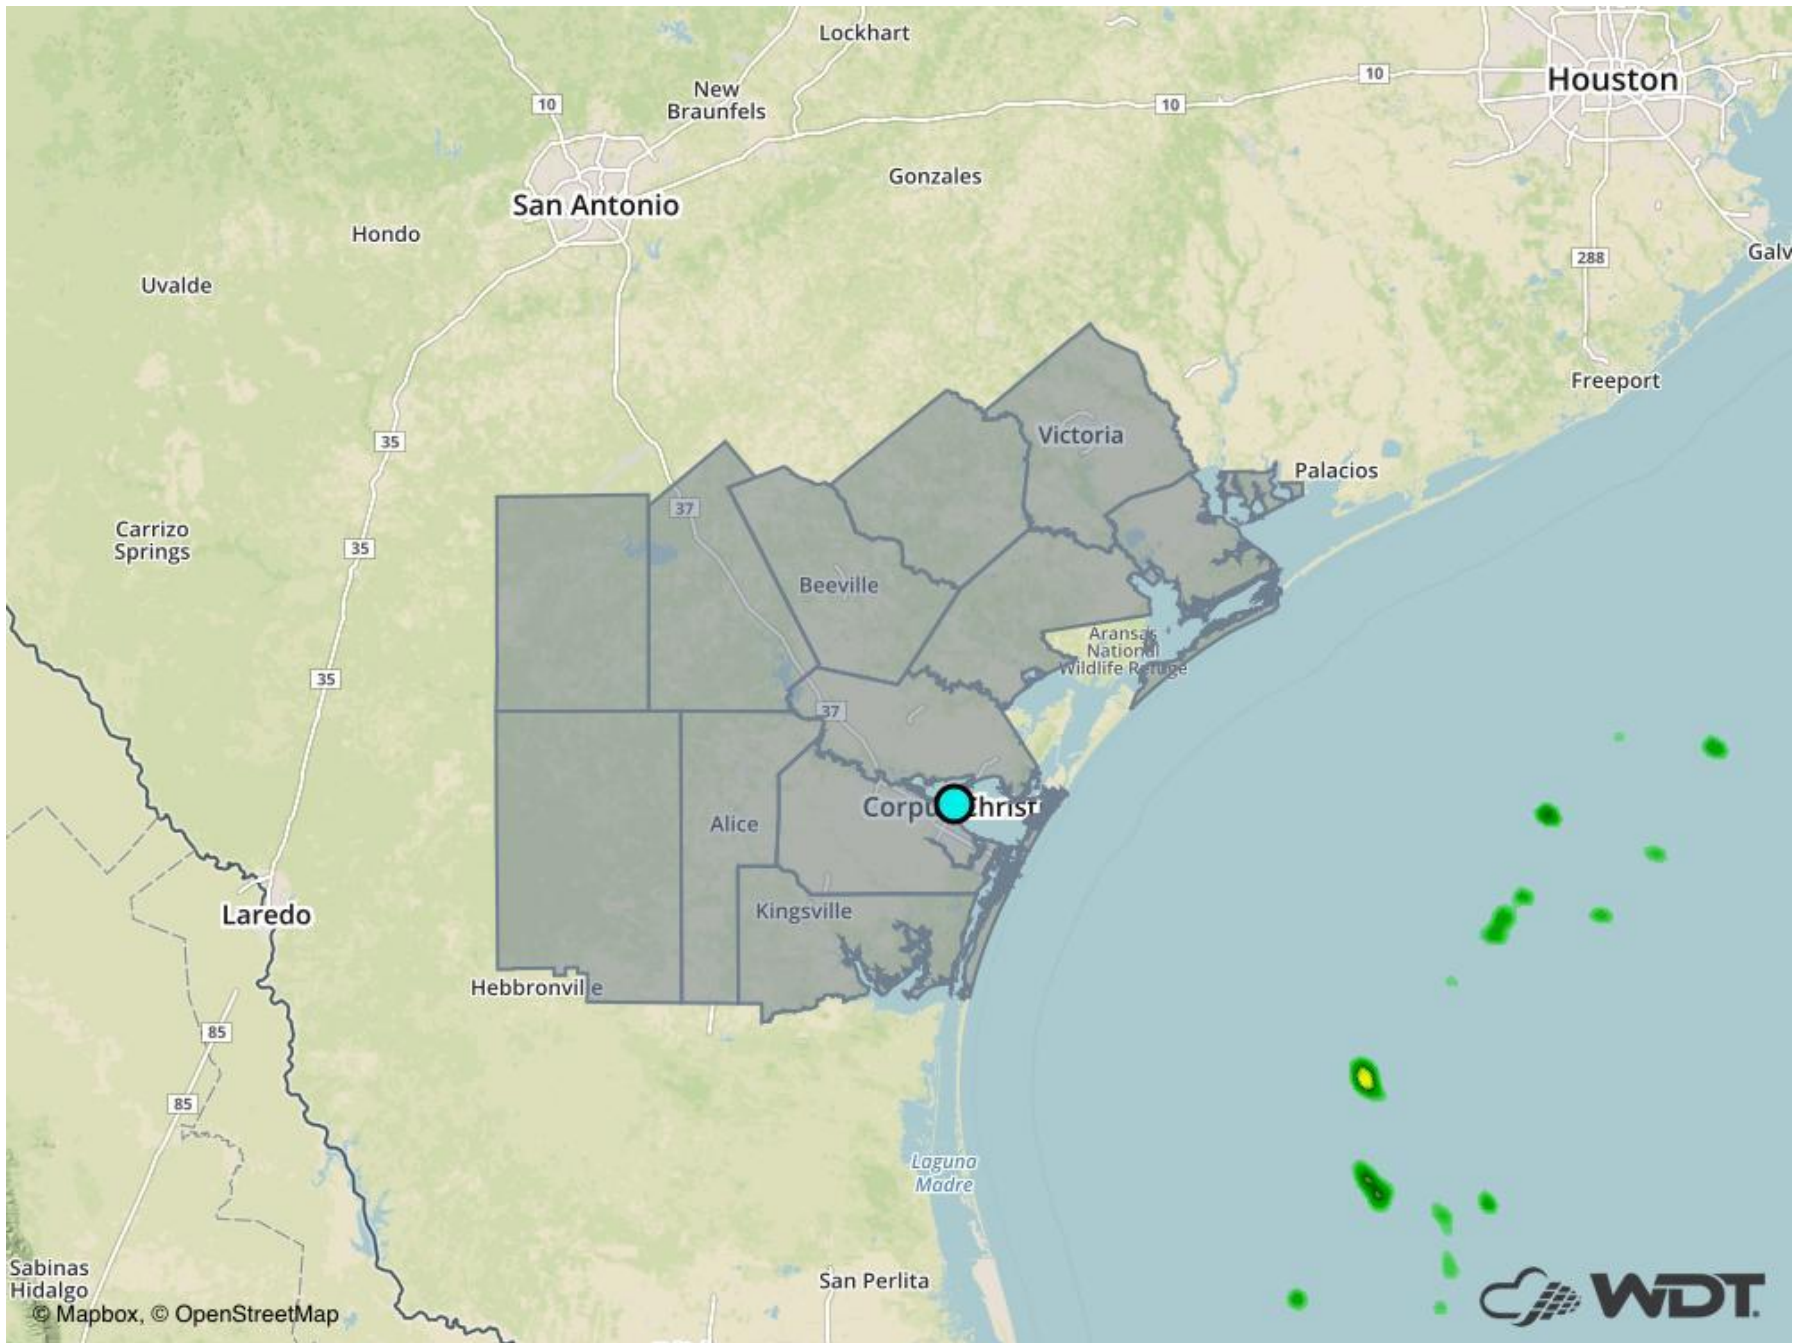 Lockhart
10
10
Houston
New
Braunfels
10
Gonzales
San Antonio
Hondo
288
Galv
Uvalde
Freeport
35
Victoria
Palacios
37
Carrizo
Springs
35
Beeville
Aransas
National
Wildlife Refuge
35
37
Corpu Christ
Alice
Laredo
Kingsville
Hebbronville
85
85
Laguna
Madre
Sabinas
Hidalgo
San Perlita
© Mapbox, © OpenStreetMap
WDT.